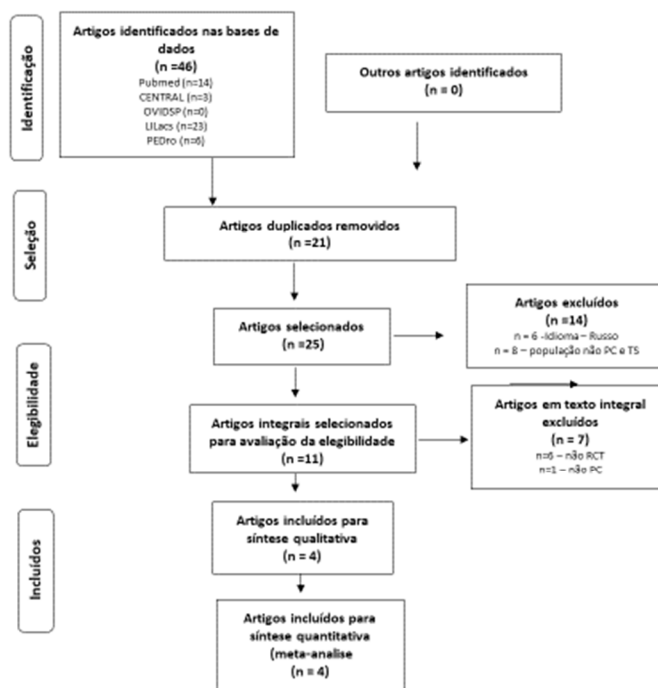 Identificação
Artigos identificados nas bases de
dados
(n =46)
Pubmed (n=14)
CENTRAL (n=3)
OVIDSP (n=0)
LILacs (n=23)
PEDro (n=6)
Outros artigos identificados
(n = 0)
Seleção
Artigos duplicados removidos
(n =21)
Artigos selecionados
(n =25)
Artigos excluídos
(n =14)
n = 6 -Idioma – Russo
n = 8 – população não PC e TS
Elegibilidade
Artigos integrais selecionados
para avaliação da elegibilidade
(n =11)
Artigos em texto integral
excluídos
(n = 7)
n=6 – não RCT
n=1 – não PC
Incluídos
Artigos incluídos para
síntese qualitativa
(n = 4)
Artigos incluídos para
síntese quantitativa
(meta-analise
(n = 4)